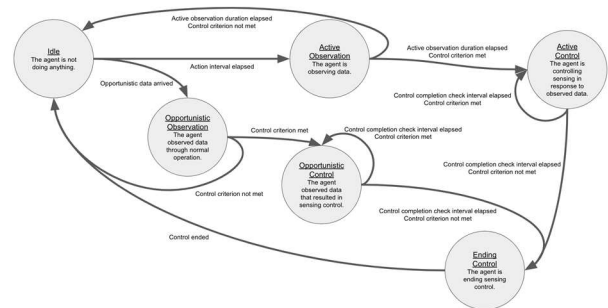 Active observation duration elapsed
Control criterion not met
Idle
The agent is not
doing anything.
Action interval elapsed
Active
Observation
The agent is
observing data.
Active observation duration elapsed
Control criterion met
Active
Control
The agent is
controlling
sensing in
response to
observed data.
Opportunistic data arrived
Control completion check interval elapsed
Control criterion met
Opportunistic
Observation
The agent
observed data
through normal
operation.
Control criterion met
Control completion check interval elapsed
Control criterion met
Opportunistic
Control
The agent
observed data
that resulted in
sensing control.
Control completion check interval elapsed
Control criterion not met
Control criterion not met
Control completion check interval elapsed
Control criterion not met
Control ended
Ending
Control
The agent is
ending sensing
control.